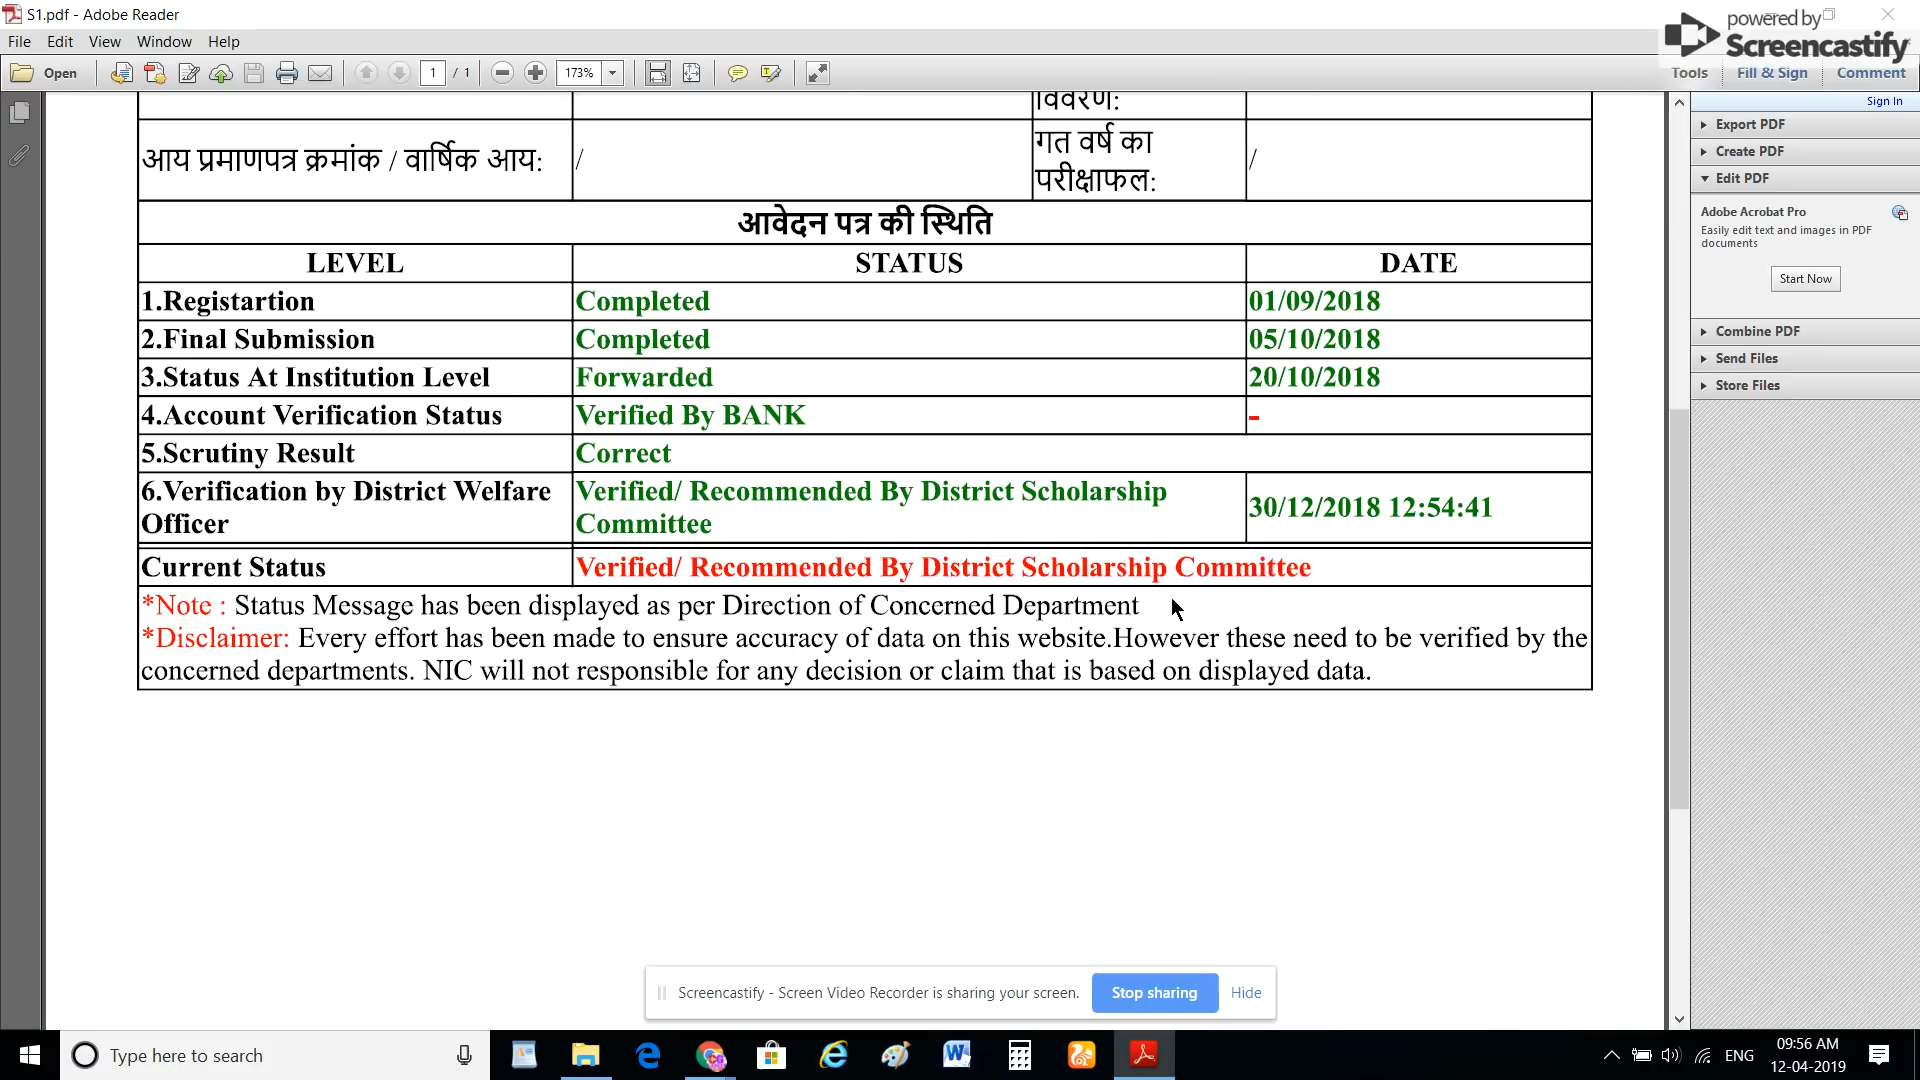 S1.pdf - Adobe Reader
powered by
Screencastify
File Edit View Window Help
Open 1 / 1 173% Tools Fill & Sign Comment
Sign In
Export PDF
Create PDF
Edit PDF
Adobe Acrobat Pro
Easily edit text and images in PDF
documents
Start Now
Combine PDF
Send Files
Store Files
विवरण:
आय प्रमाणपत्र क्रमांक / वार्षिक आय: / गत वर्ष का
परीक्षाफल: /
आवेदन पत्र की स्थिति
LEVEL STATUS DATE
1.Registartion Completed 01/09/2018
2.Final Submission Completed 05/10/2018
3.Status At Institution Level Forwarded 20/10/2018
4.Account Verification Status Verified By BANK -
5.Scrutiny Result Correct
6.Verification by District Welfare
Officer
Verified/ Recommended By District Scholarship
Committee
30/12/2018 12:54:41
Current Status Verified/ Recommended By District Scholarship Committee
*Note : Status Message has been displayed as per Direction of Concerned Department
*Disclaimer: Every effort has been made to ensure accuracy of data on this website.However these need to be verified by the
concerned departments. NIC will not responsible for any decision or claim that is based on displayed data.
Screencastify - Screen Video Recorder is sharing your screen. Stop sharing Hide
Type here to search
ENG
09:56 AM
12-04-2019